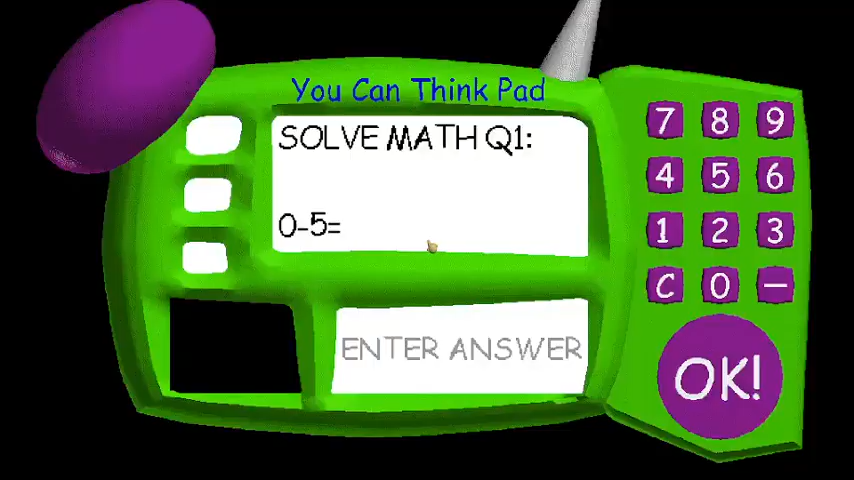 You Can Think Pad
SOLVE MATH Q1:
0-5=
ENTER ANSWER
7 8 9
4 5 6
1 2 3
C 0 —
OK!